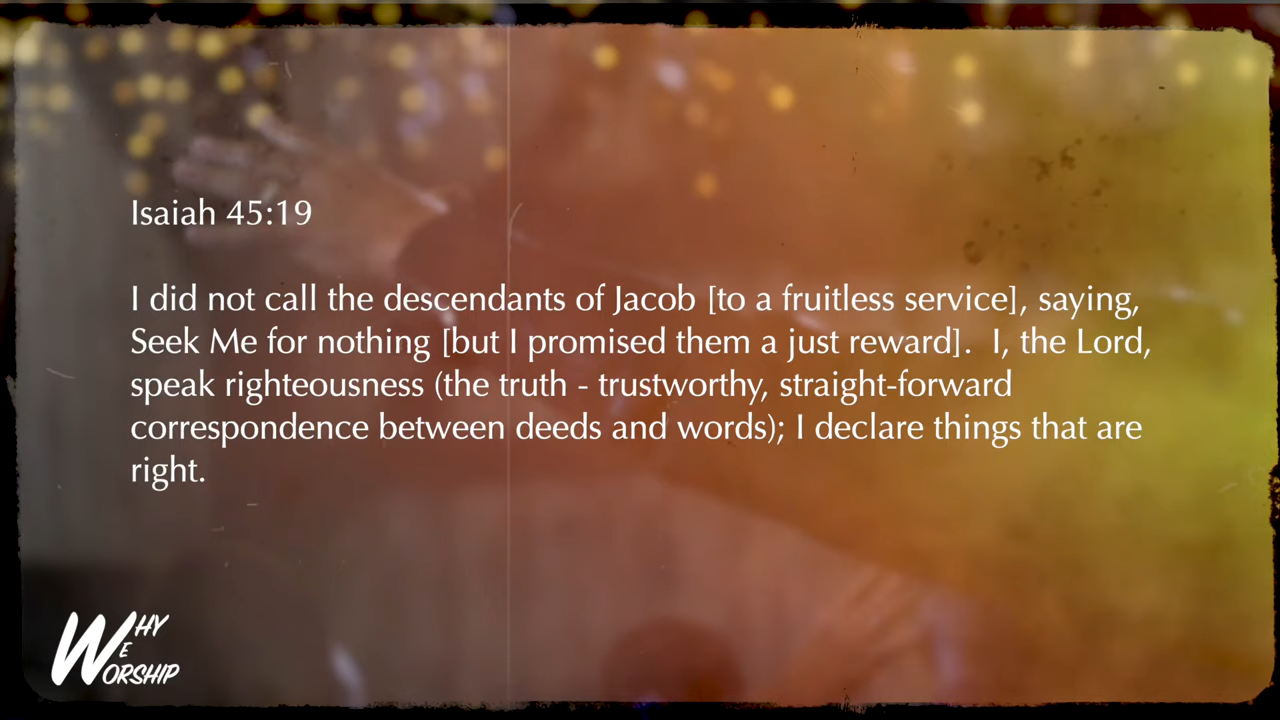 Isaiah 45:19
I did not call the descendants of Jacob [to a fruitless service], saying,
Seek Me for nothing [but I promised them a just reward].  I, the Lord,
speak righteousness (the truth - trustworthy, straight-forward
correspondence between deeds and words); I declare things that are
right.
WHY
WE
WORSHIP